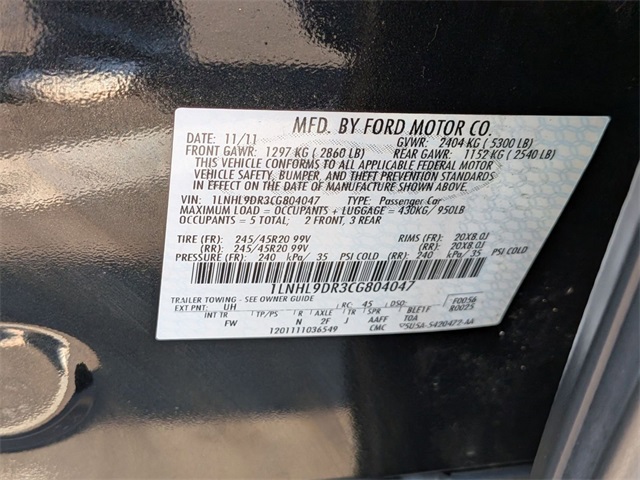 MFD. BY FORD MOTOR CO.
DATE: 11/11 GVWR: 2404 KG ( 5300 LB)
FRONT GAWR: 1297 KG ( 2860 LB) REAR GAWR: 1152 KG ( 2540 LB)
THIS VEHICLE CONFORMS TO ALL APPLICABLE FEDERAL MOTOR
VEHICLE SAFETY, BUMPER, AND THEFT PREVENTION STANDARDS
IN EFFECT ON THE DATE OF MANUFACTURE SHOWN ABOVE.
VIN: 1LNHL9DR3CG804047 TYPE: Passenger Car
MAXIMUM LOAD = OCCUPANTS + LUGGAGE = 430KG/ 950LB
OCCUPANTS = 5 TOTAL; 2 FRONT, 3 REAR
TIRE (FR): 245/45R20 99V RIMS (FR): 20X8.0J
(RR): 245/45R20 99V (RR): 20X8.0J
PRESSURE (FR): 240 kPa/ 35 PSI COLD (RR): 240 kPa/ 35 PSI COLD
1LNHL9DR3CG804047
TRAILER TOWING - SEE OWNER GUIDE
EXT PNT: UH RC: 45 DSO: F0056
INT TR TP/PS R AXLE TR SPR BLE1F R0025
FW N 2F J AAFF T0A
1201111036549 CMC 5U5A-5420472-AA